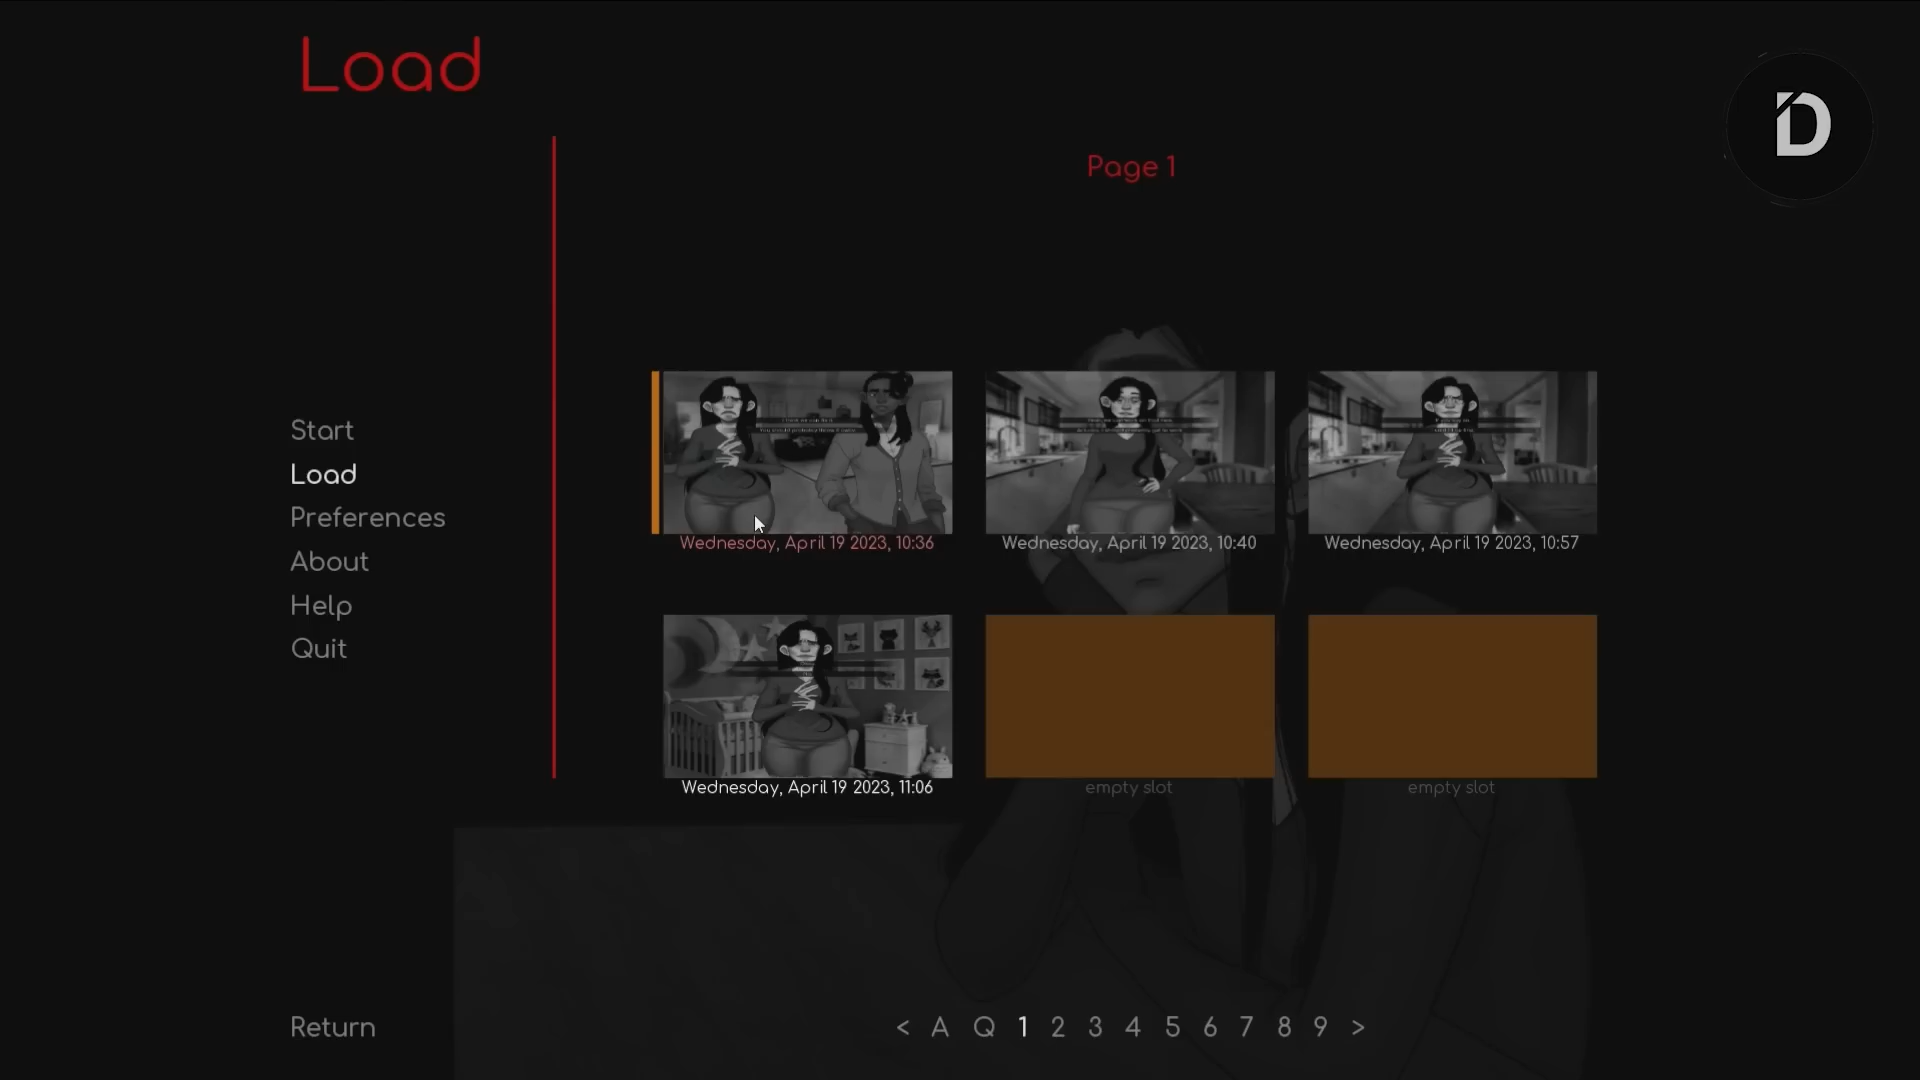 Load
D
Page 1
Start
Load
Preferences
About
Help
Quit
Wednesday, April 19 2023, 10:36
Wednesday, April 19 2023, 10:40
Wednesday, April 19 2023, 10:57
Wednesday, April 19 2023, 11:06
empty slot
empty slot
Return
< A Q 1 2 3 4 5 6 7 8 9 >